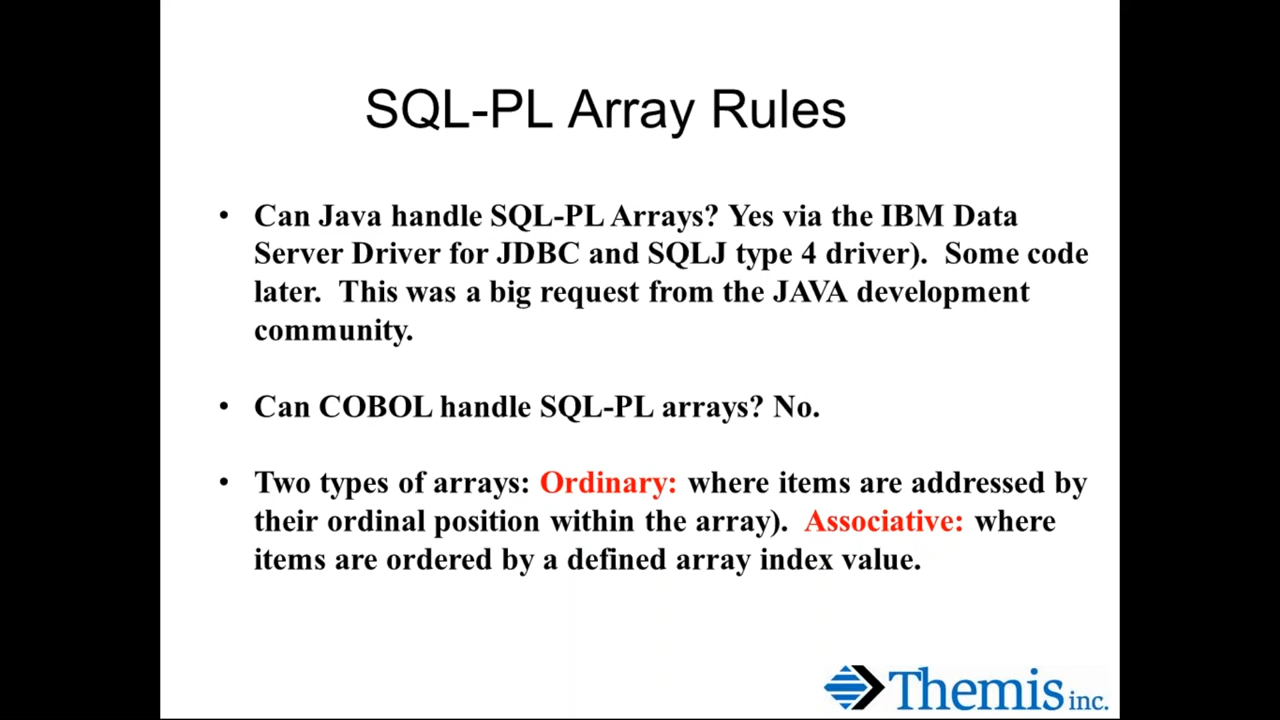 SQL-PL Array Rules
• Can Java handle SQL-PL Arrays? Yes via the IBM Data
Server Driver for JDBC and SQLJ type 4 driver).  Some code
later.  This was a big request from the JAVA development
community.
• Can COBOL handle SQL-PL arrays? No.
• Two types of arrays: Ordinary: where items are addressed by
their ordinal position within the array).  Associative: where
items are ordered by a defined array index value.
Themis inc.